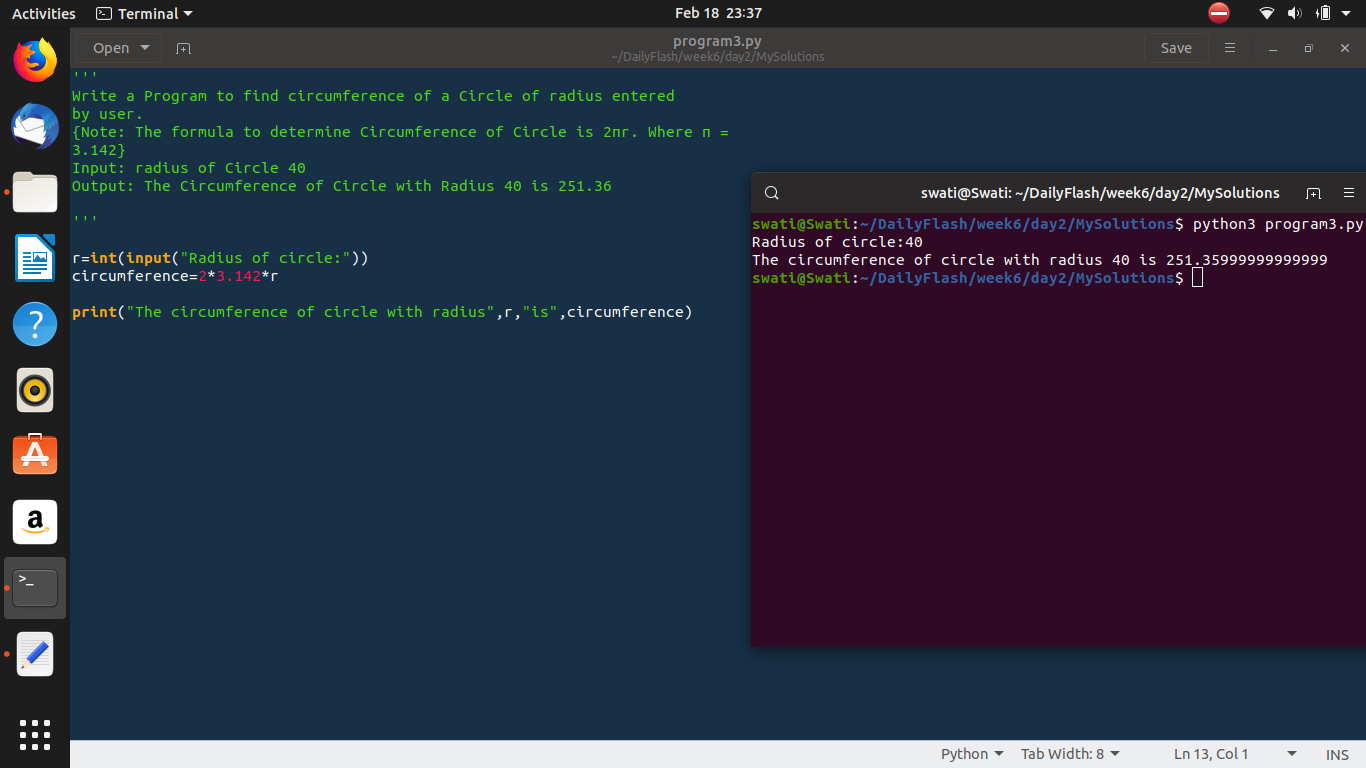 Activities Terminal Feb 18 23:37
Open program3.py Save
~/DailyFlash/week6/day2/MySolutions
'''
Write a Program to find circumference of a Circle of radius entered
by user.
{Note: The formula to determine Circumference of Circle is 2πr. Where π =
3.142}
Input: radius of Circle 40
Output: The Circumference of Circle with Radius 40 is 251.36
'''
r=int(input("Radius of circle:"))
circumference=2*3.142*r
print("The circumference of circle with radius",r,"is",circumference)
swati@Swati: ~/DailyFlash/week6/day2/MySolutions
swati@Swati:~/DailyFlash/week6/day2/MySolutions$ python3 program3.py
Radius of circle:40
The circumference of circle with radius 40 is 251.35999999999999
swati@Swati:~/DailyFlash/week6/day2/MySolutions$
Python Tab Width: 8 Ln 13, Col 1 INS